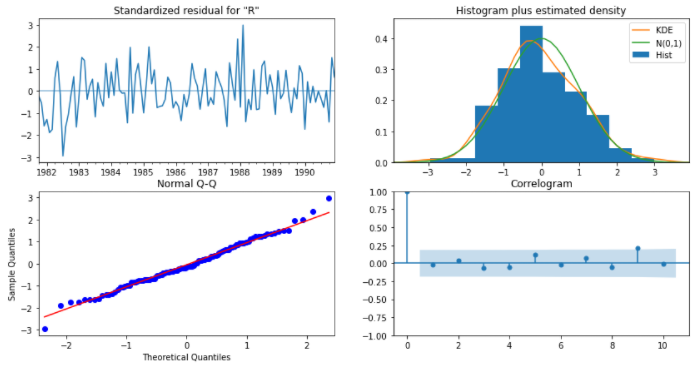 Standardized residual for "R"
3
2
1
0
−1
−2
−3
1982 1983 1984 1985 1986 1987 1988 1989 1990
Histogram plus estimated density
KDE
N(0,1)
Hist
0.4
0.3
0.2
0.1
0.0
−3 −2 −1 0 1 2 3
Normal Q-Q
Sample Quantiles
3
2
1
0
−1
−2
−3
−2 −1 0 1 2
Theoretical Quantiles
Correlogram
1.00
0.75
0.50
0.25
0.00
−0.25
−0.50
−0.75
−1.00
0 2 4 6 8 10